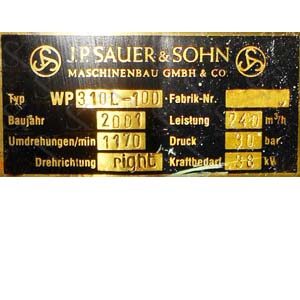 J.P. SAUER & SOHN
MASCHINENBAU GMBH & CO.
Typ WP 310L-100 Fabrik-Nr.
Baujahr 2001 Leistung 240 m³/h
Umdrehungen/min 1170 Druck 30 bar.
Drehrichtung right Kraftbedarf 58 kW